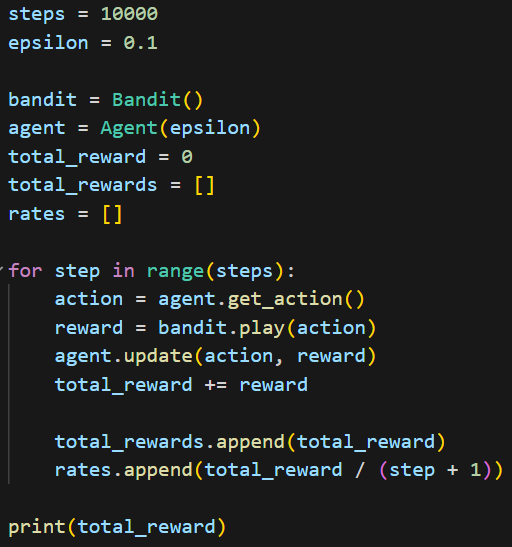 steps = 10000
epsilon = 0.1
bandit = Bandit()
agent = Agent(epsilon)
total_reward = 0
total_rewards = []
rates = []
for step in range(steps):
    action = agent.get_action()
    reward = bandit.play(action)
    agent.update(action, reward)
    total_reward += reward
    total_rewards.append(total_reward)
    rates.append(total_reward / (step + 1))
print(total_reward)